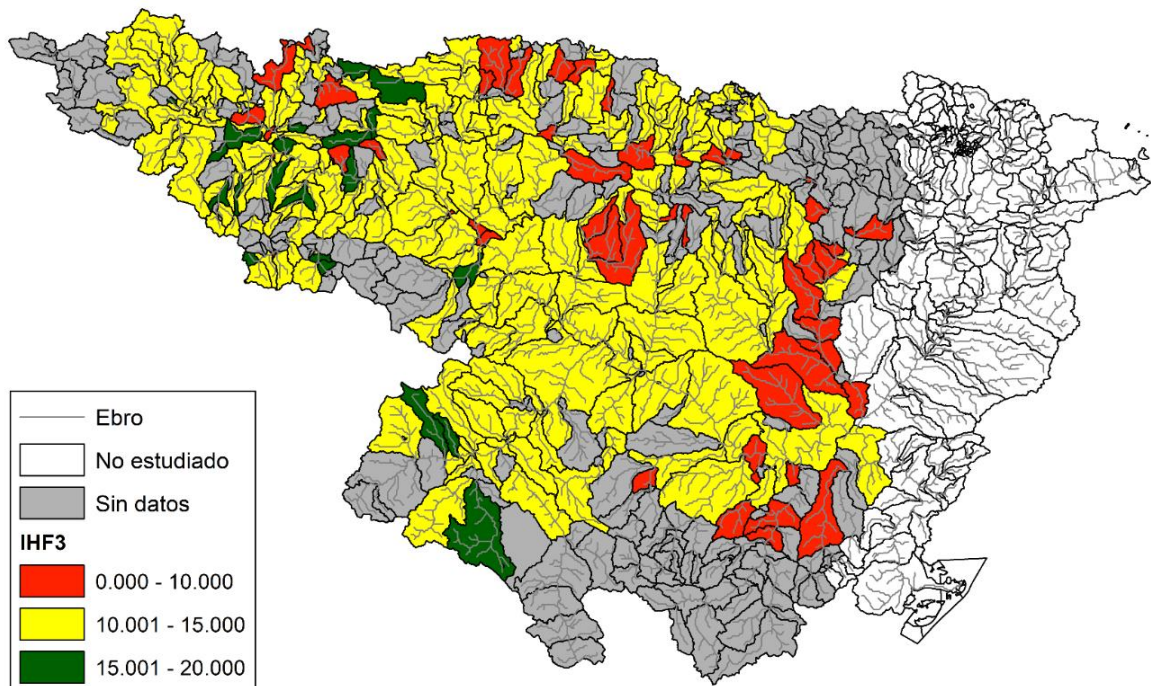 Ebro
No estudiado
Sin datos
IHF3
0.000 - 10.000
10.001 - 15.000
15.001 - 20.000